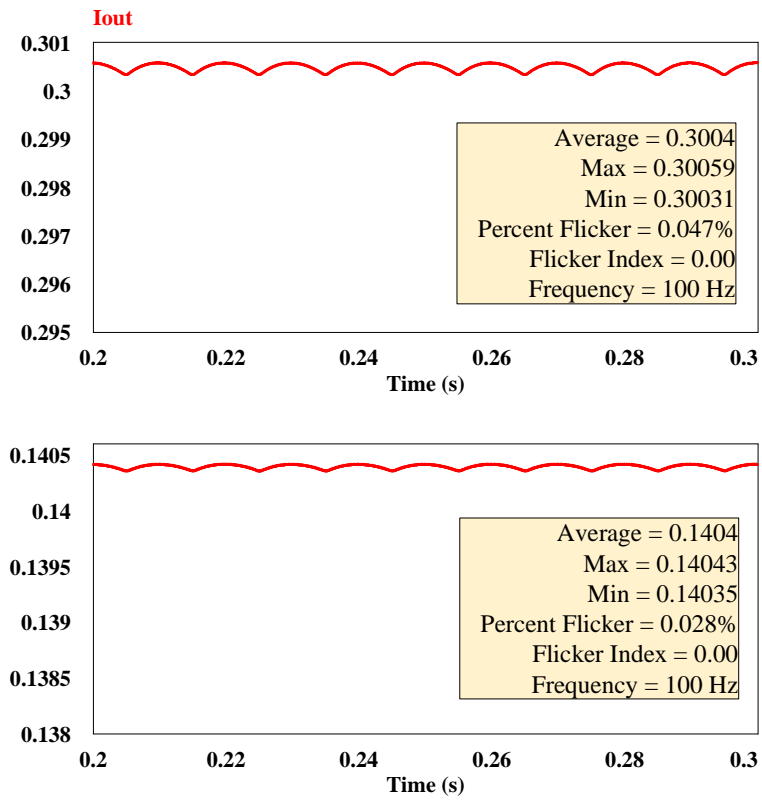 Iout
0.301
0.3
0.299
0.298
0.297
0.296
0.295
Average = 0.3004
Max = 0.30059
Min = 0.30031
Percent Flicker = 0.047%
Flicker Index = 0.00
Frequency = 100 Hz
0.2 0.22 0.24 0.26 0.28 0.3
Time (s)
0.1405
0.14
0.1395
0.139
0.1385
0.138
Average = 0.1404
Max = 0.14043
Min = 0.14035
Percent Flicker = 0.028%
Flicker Index = 0.00
Frequency = 100 Hz
0.2 0.22 0.24 0.26 0.28 0.3
Time (s)